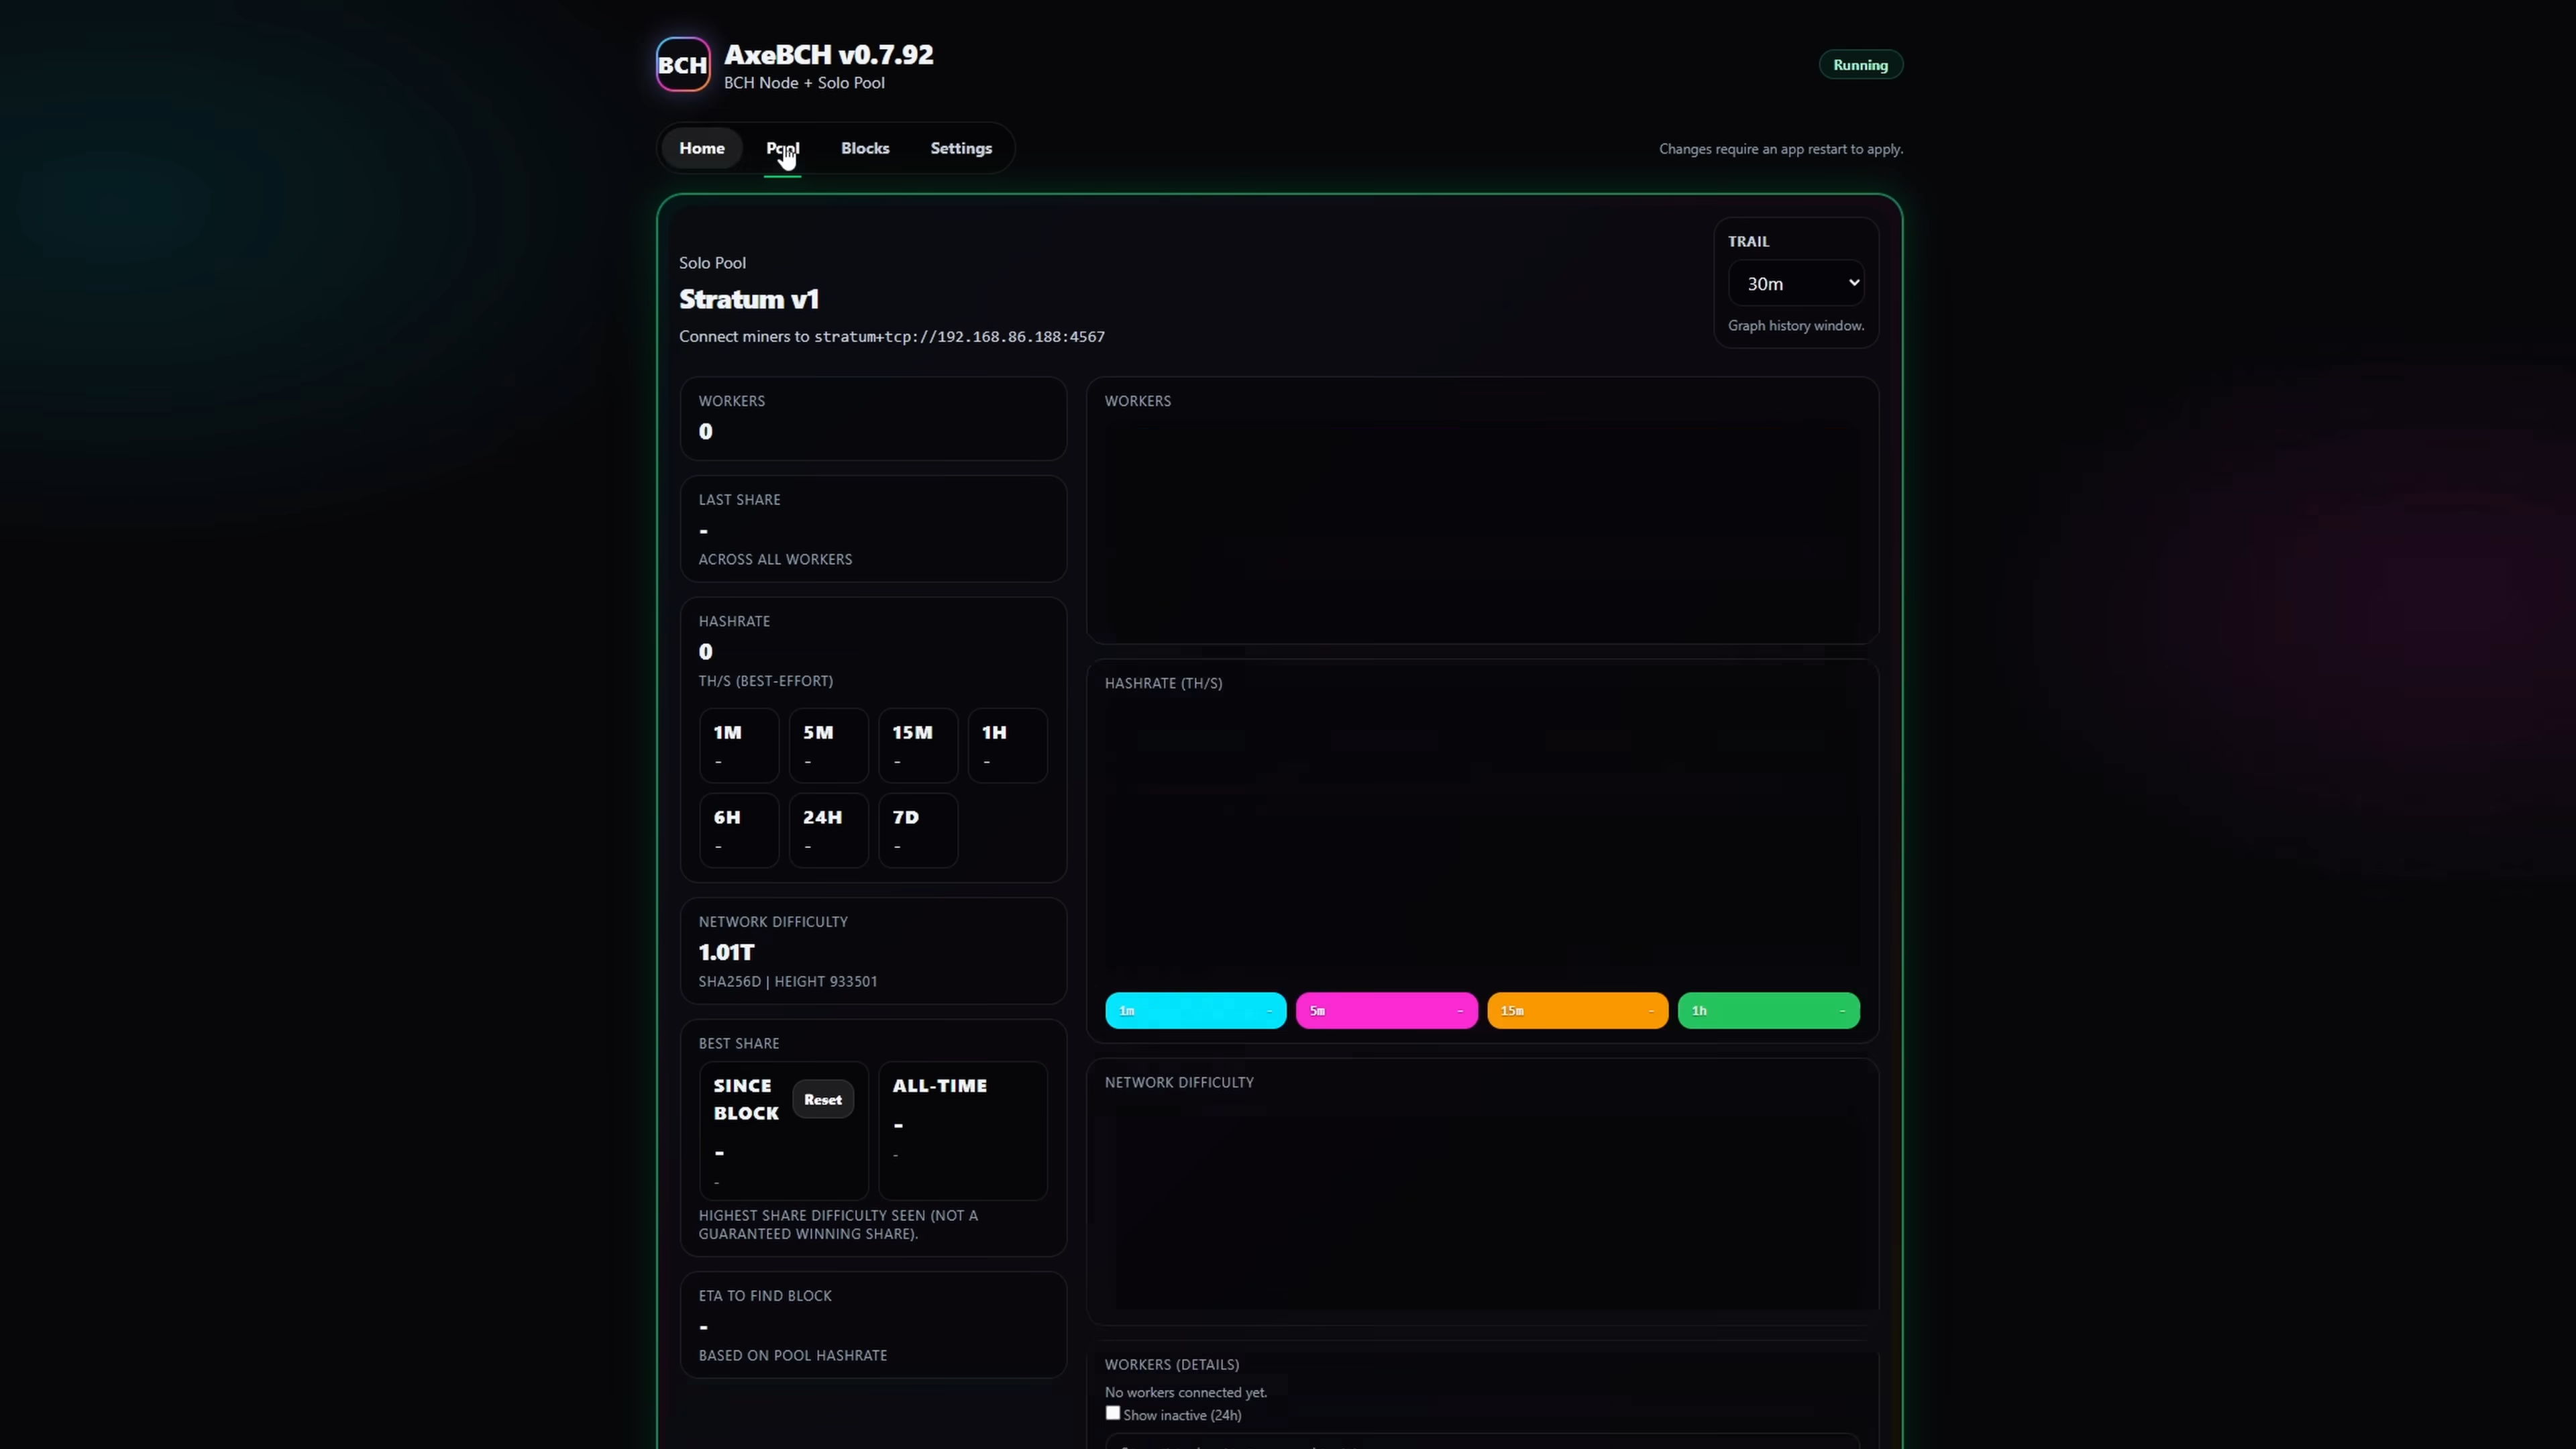 BCH
AxeBCH v0.7.92
BCH Node + Solo Pool
Running
Home
Pool
Blocks
Settings
Changes require an app restart to apply.
Solo Pool
Stratum v1
Connect miners to stratum+tcp://192.168.86.188:4567
TRAIL
30m
Graph history window.
WORKERS
0
LAST SHARE
-
ACROSS ALL WORKERS
HASHRATE
0
TH/S (BEST-EFFORT)
1M
-
5M
-
15M
-
1H
-
6H
-
24H
-
7D
-
NETWORK DIFFICULTY
1.01T
SHA256D | HEIGHT 933501
BEST SHARE
SINCE
BLOCK
Reset
-
-
ALL-TIME
-
-
HIGHEST SHARE DIFFICULTY SEEN (NOT A
GUARANTEED WINNING SHARE).
ETA TO FIND BLOCK
-
BASED ON POOL HASHRATE
WORKERS
HASHRATE (TH/S)
1m -
5m -
15m -
1h -
NETWORK DIFFICULTY
WORKERS (DETAILS)
No workers connected yet.
Show inactive (24h)